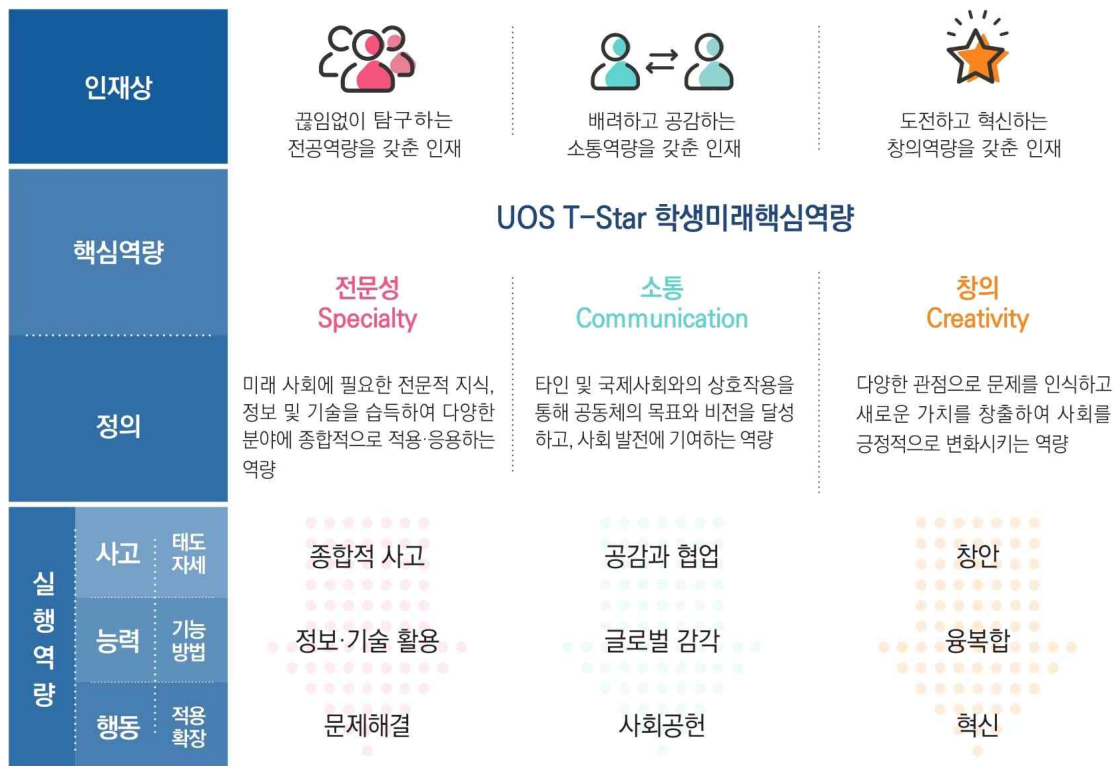 인재상
끊임없이 탐구하는
전공역량을 갖춘 인재
배려하고 공감하는
소통역량을 갖춘 인재
도전하고 혁신하는
창의역량을 갖춘 인재
핵심역량
UOS T-Star 학생미래핵심역량
전문성
Specialty
소통
Communication
창의
Creativity
정의
미래 사회에 필요한 전문적 지식,
정보 및 기술을 습득하여 다양한
분야에 종합적으로 적용·응용하는
역량
타인 및 국제사회와의 상호작용을
통해 공동체의 목표와 비전을 달성
하고, 사회 발전에 기여하는 역량
다양한 관점으로 문제를 인식하고
새로운 가치를 창출하여 사회를
긍정적으로 변화시키는 역량
실행역량
사고
태도
자세
종합적 사고
공감과 협업
창안
능력
기능
방법
정보·기술 활용
글로벌 감각
융복합
행동
적용
확장
문제해결
사회공헌
혁신